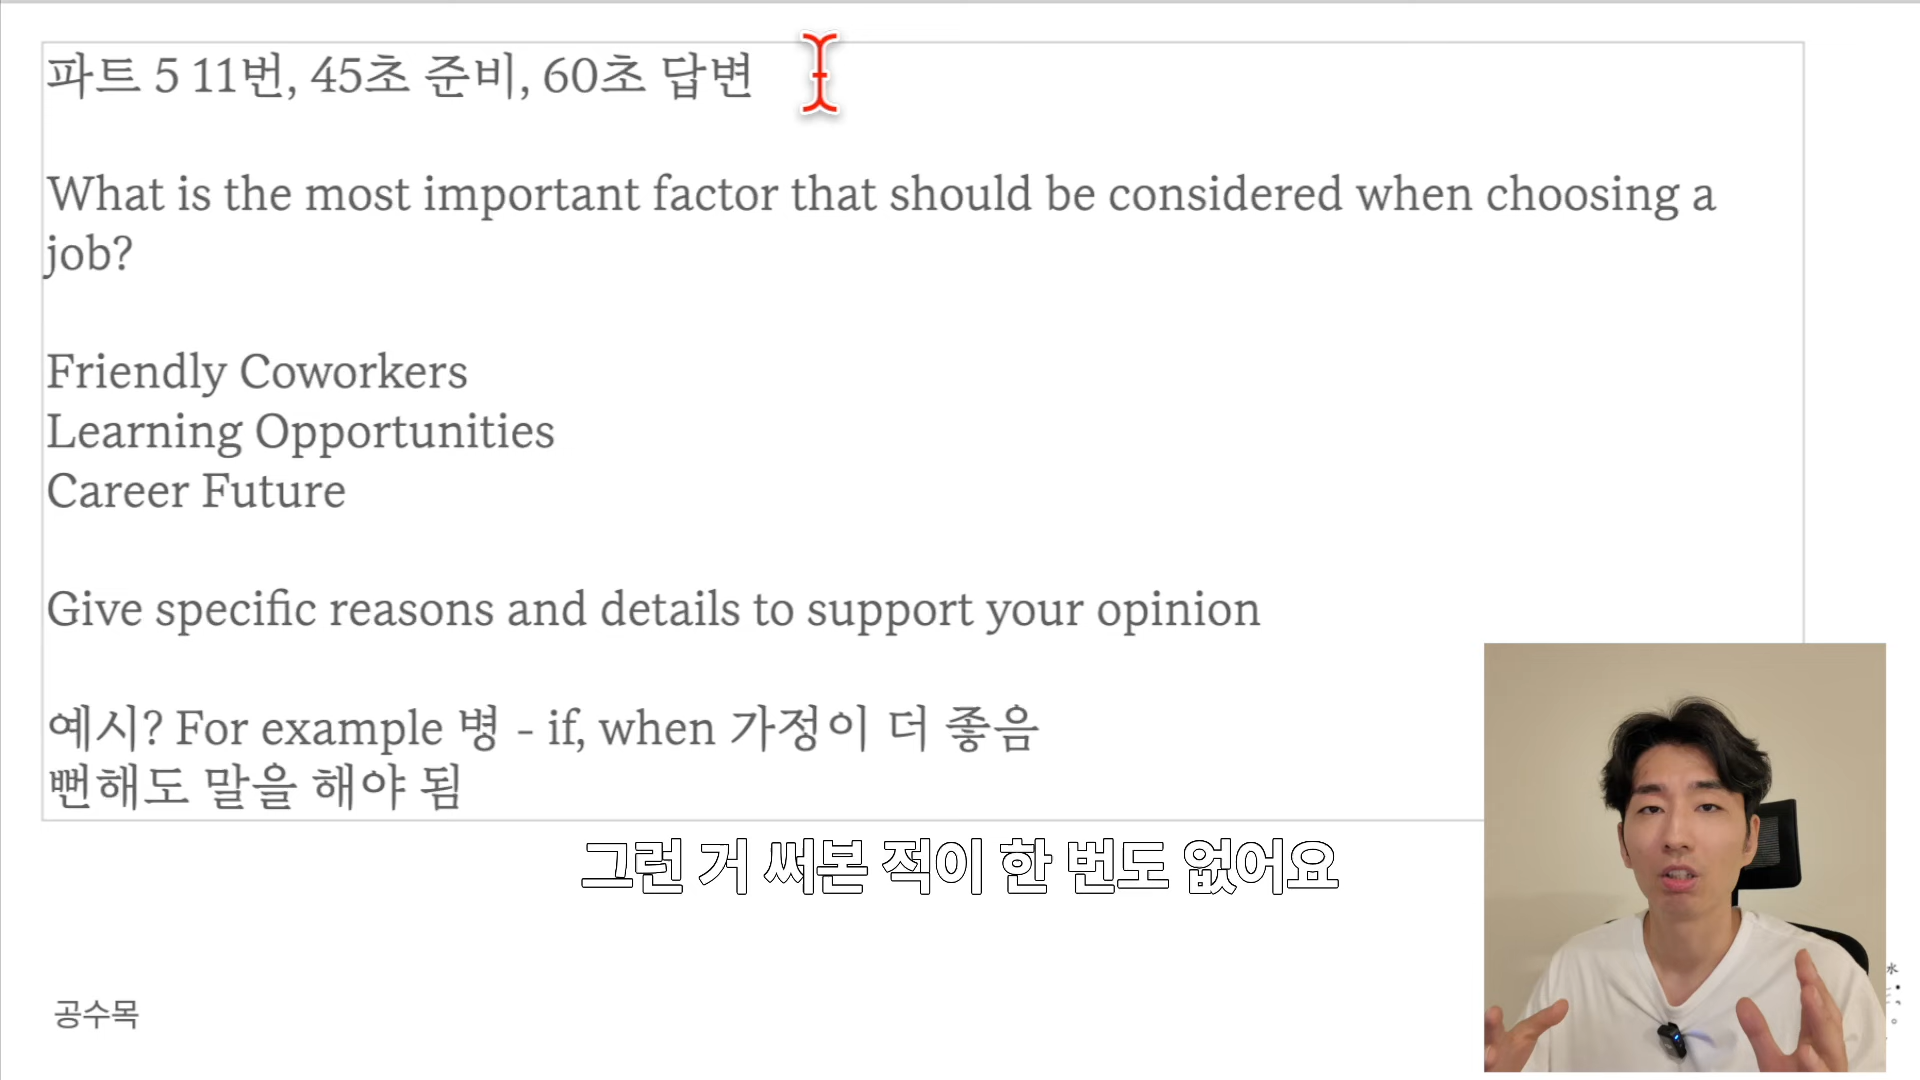 파트 5 11번, 45초 준비, 60초 답변
What is the most important factor that should be considered when choosing a
job?
Friendly Coworkers
Learning Opportunities
Career Future
Give specific reasons and details to support your opinion
예시? For example 병 - if, when 가정이 더 좋음
뻔해도 말을 해야 됨
그런 거 써본 적이 한 번도 없어요
공수목
水